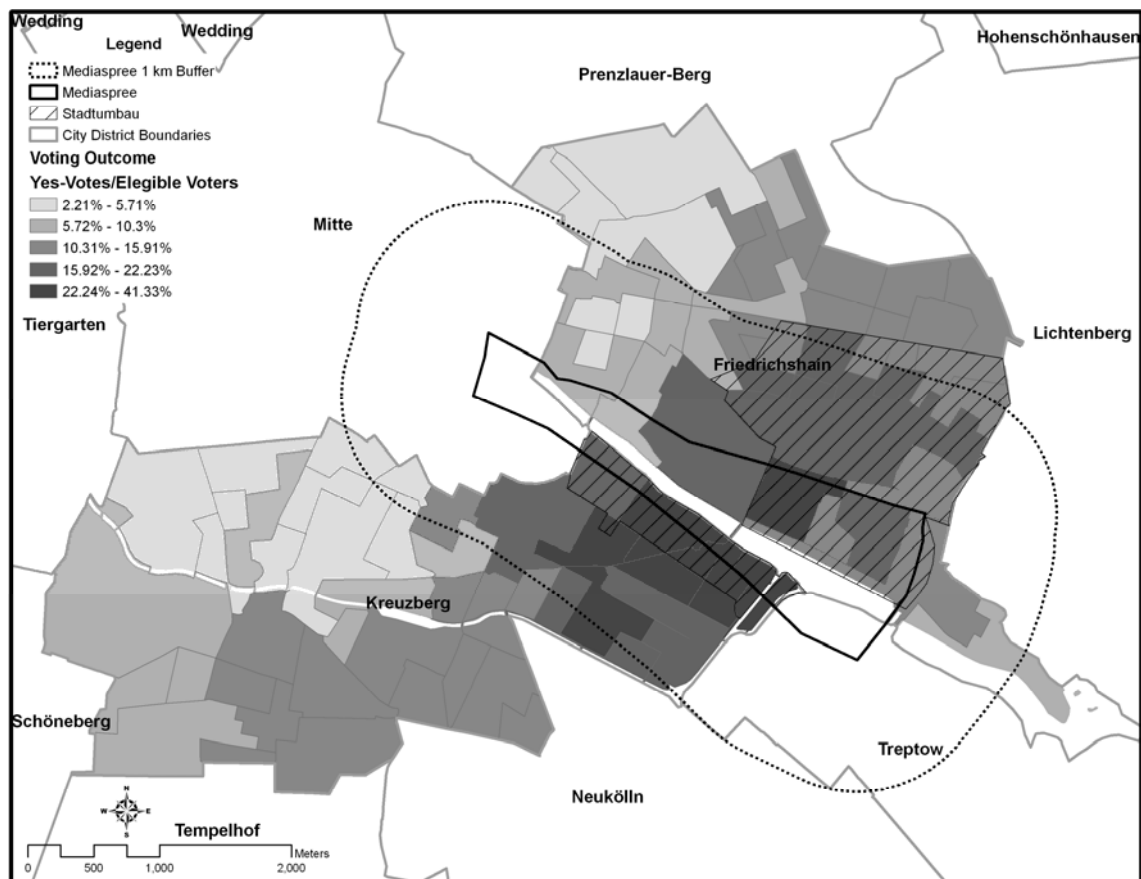 Wedding
Wedding
Legend
Mediaspree 1 km Buffer
Mediaspree
Stadtumbau
City District Boundaries
Voting Outcome
Yes-Votes/Elegible Voters
2.21% - 5.71%
5.72% - 10.3%
10.31% - 15.91%
15.92% - 22.23%
22.24% - 41.33%
Hohenschönhausen
Prenzlauer-Berg
Mitte
Tiergarten
Lichtenberg
Friedrichshain
Kreuzberg
Schöneberg
Treptow
Neukölln
Tempelhof
N
W E
S
Meters
0 500 1,000 2,000